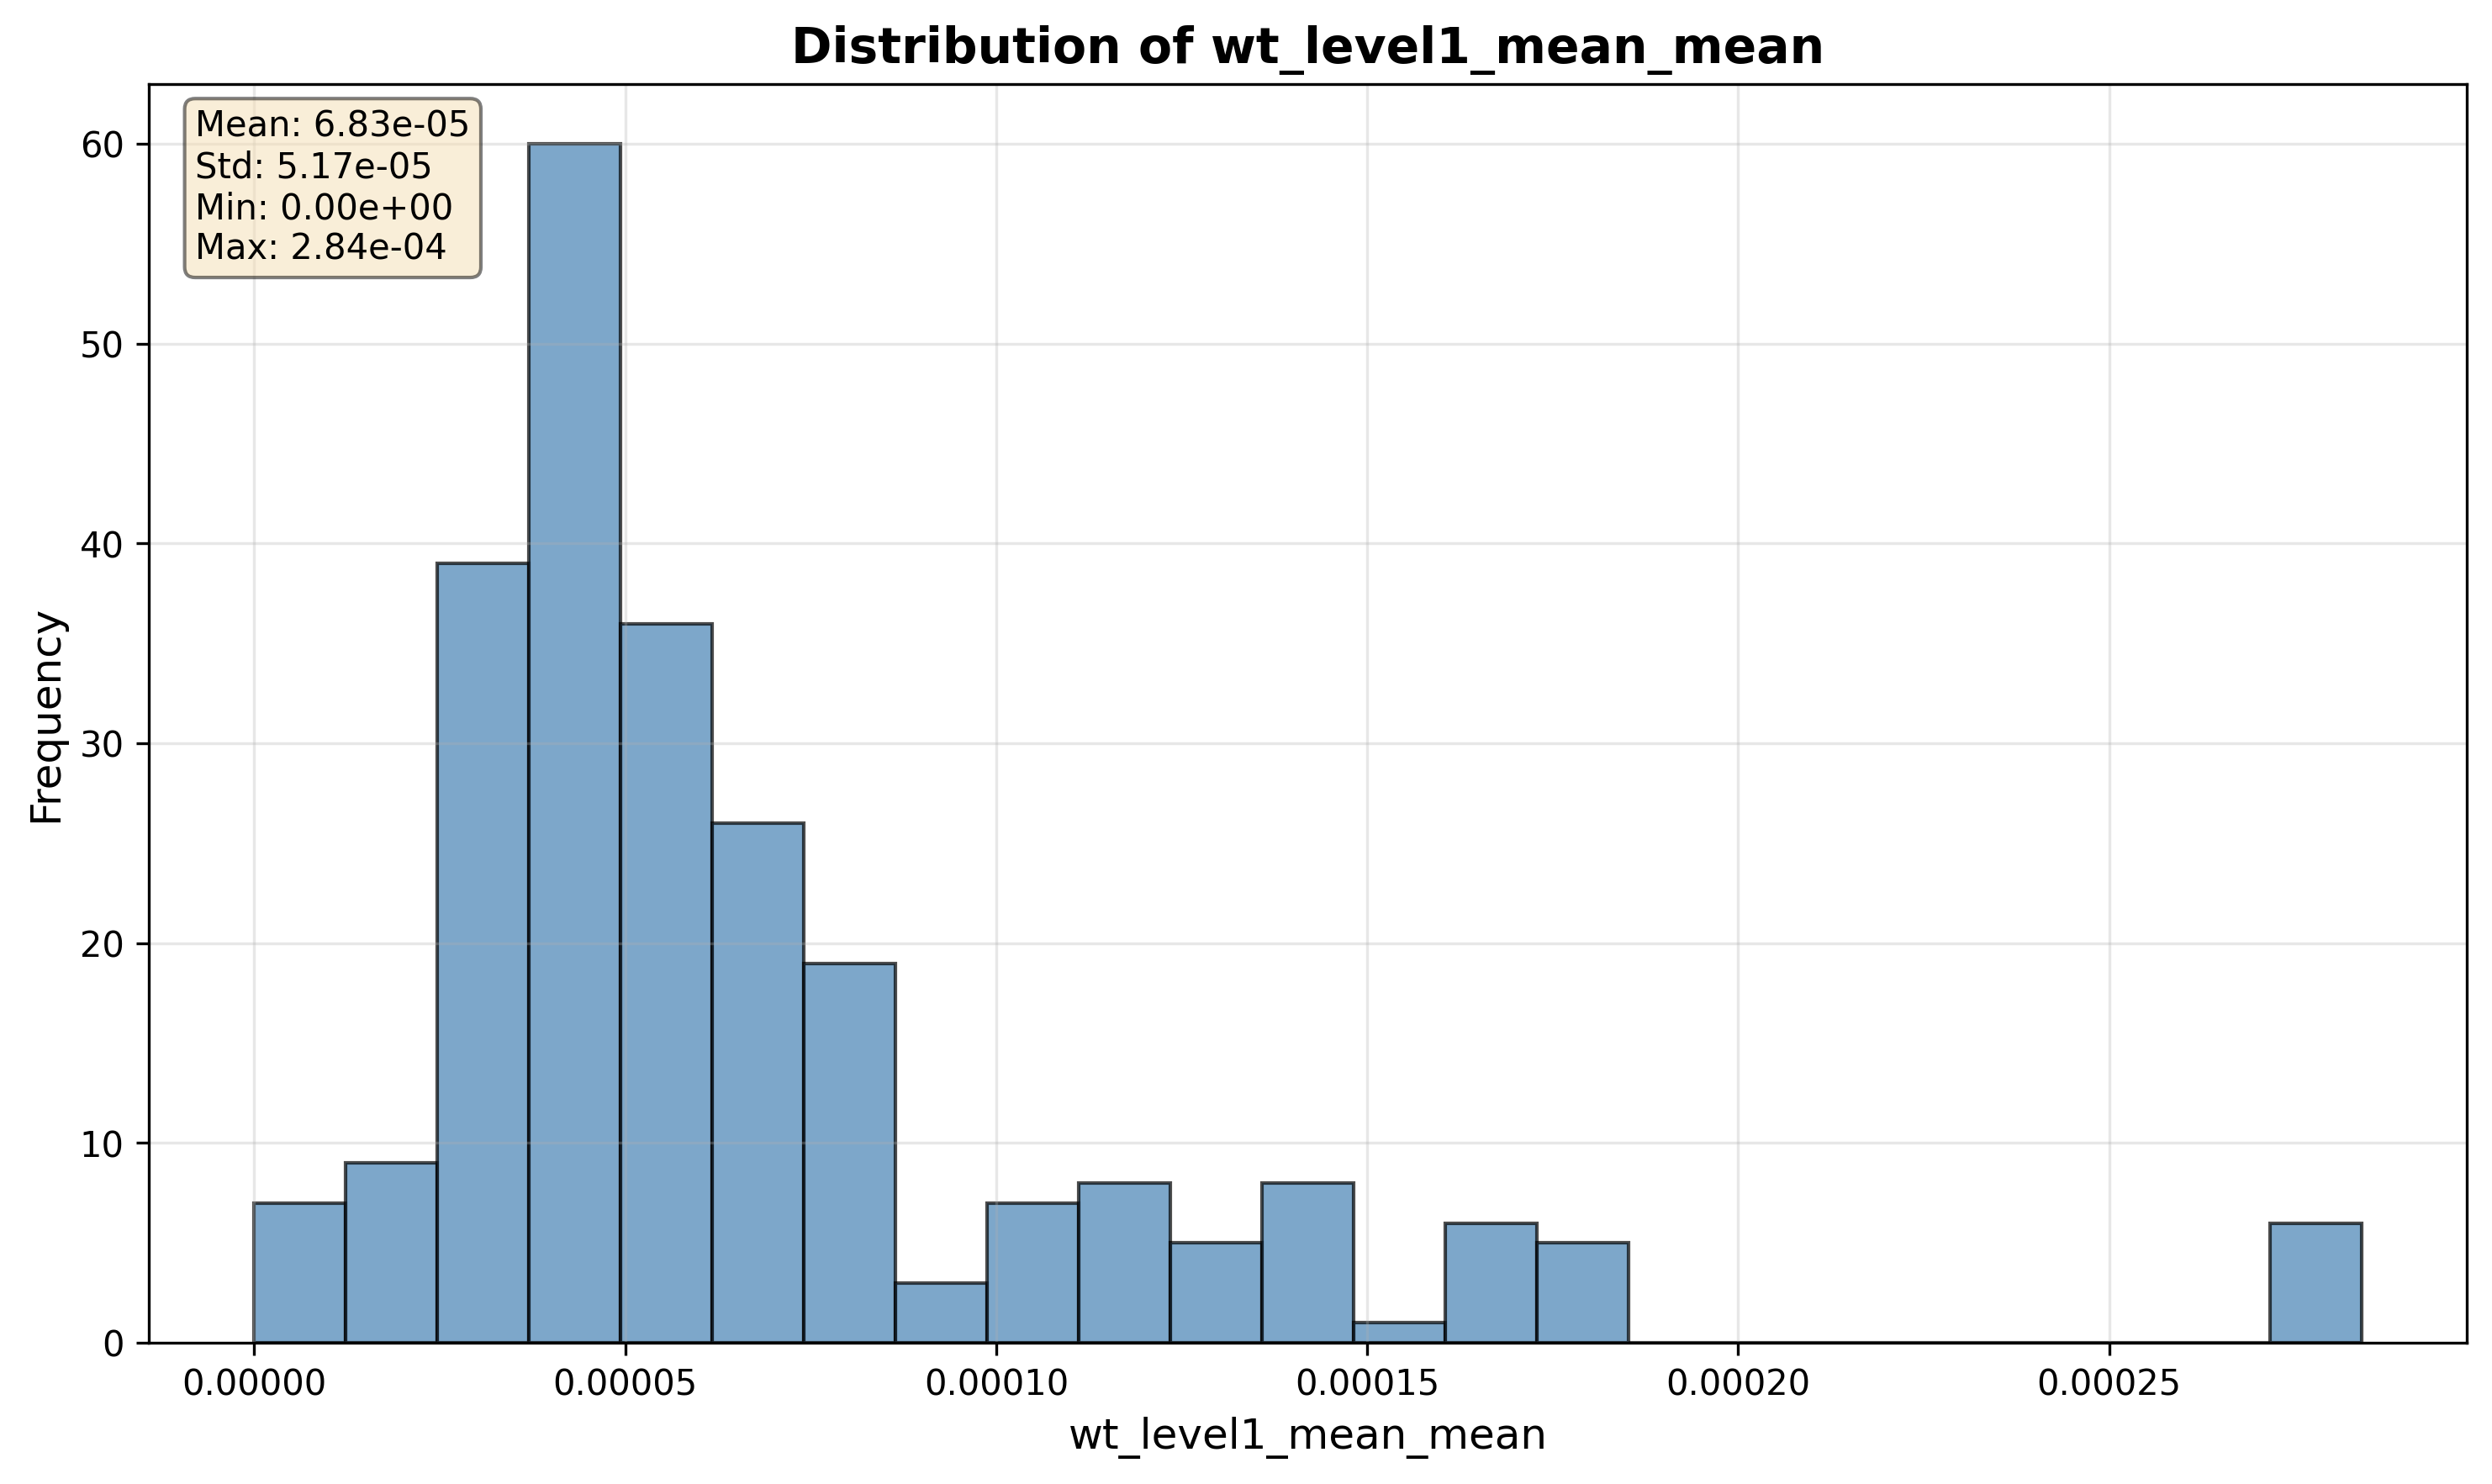 Distribution of wt_level1_mean_mean
Mean: 6.83e-05
Std: 5.17e-05
Min: 0.00e+00
Max: 2.84e-04
60
50
40
30
20
10
0
Frequency
0.00000 0.00005 0.00010 0.00015 0.00020 0.00025
wt_level1_mean_mean